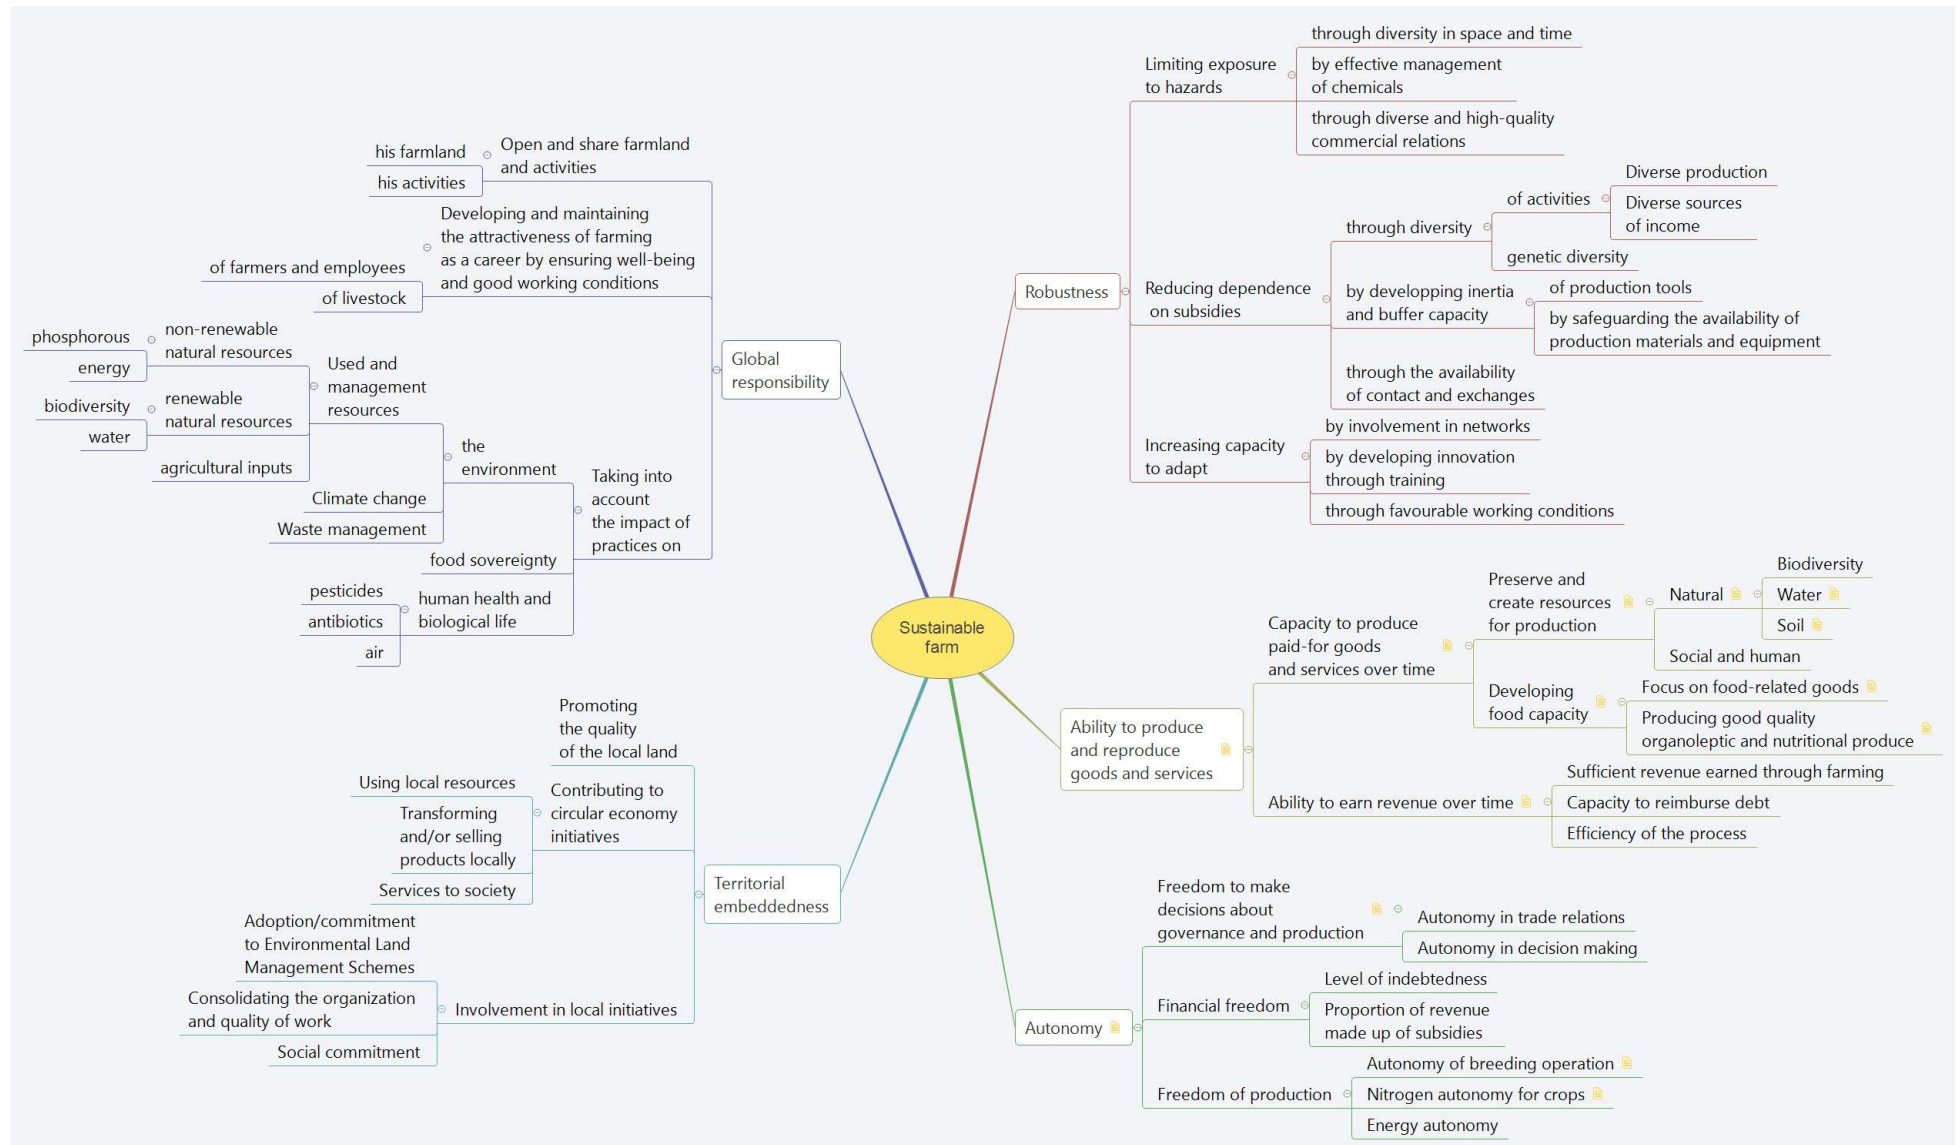 Sustainable
farm
Robustness
Limiting exposure
to hazards
through diversity in space and time
by effective management
of chemicals
through diverse and high-quality
commercial relations
Reducing dependence
on subsidies
through diversity
of activities
Diverse production
Diverse sources
of income
genetic diversity
by developping inertia
and buffer capacity
of production tools
by safeguarding the availability of
production materials and equipment
through the availability
of contact and exchanges
Increasing capacity
to adapt
by involvement in networks
by developing innovation
through training
through favourable working conditions
Ability to produce
and reproduce
goods and services
Capacity to produce
paid-for goods
and services over time
Preserve and
create resources
for production
Natural
Biodiversity
Water
Soil
Social and human
Developing
food capacity
Focus on food-related goods
Producing good quality
organoleptic and nutritional produce
Ability to earn revenue over time
Sufficient revenue earned through farming
Capacity to reimburse debt
Efficiency of the process
Autonomy
Freedom to make
decisions about
governance and production
Autonomy in trade relations
Autonomy in decision making
Financial freedom
Level of indebtedness
Proportion of revenue
made up of subsidies
Freedom of production
Autonomy of breeding operation
Nitrogen autonomy for crops
Energy autonomy
Global
responsibility
Open and share farmland
and activities
his farmland
his activities
Developing and maintaining
the attractiveness of farming
as a career by ensuring well-being
and good working conditions
of farmers and employees
of livestock
Taking into
account
the impact of
practices on
the
environment
Used and
management
resources
non-renewable
natural resources
phosphorous
energy
renewable
natural resources
biodiversity
water
agricultural inputs
Climate change
Waste management
food sovereignty
human health and
biological life
pesticides
antibiotics
air
Territorial
embeddedness
Promoting
the quality
of the local land
Contributing to
circular economy
initiatives
Using local resources
Transforming
and/or selling
products locally
Services to society
Involvement in local initiatives
Adoption/commitment
to Environmental Land
Management Schemes
Consolidating the organization
and quality of work
Social commitment